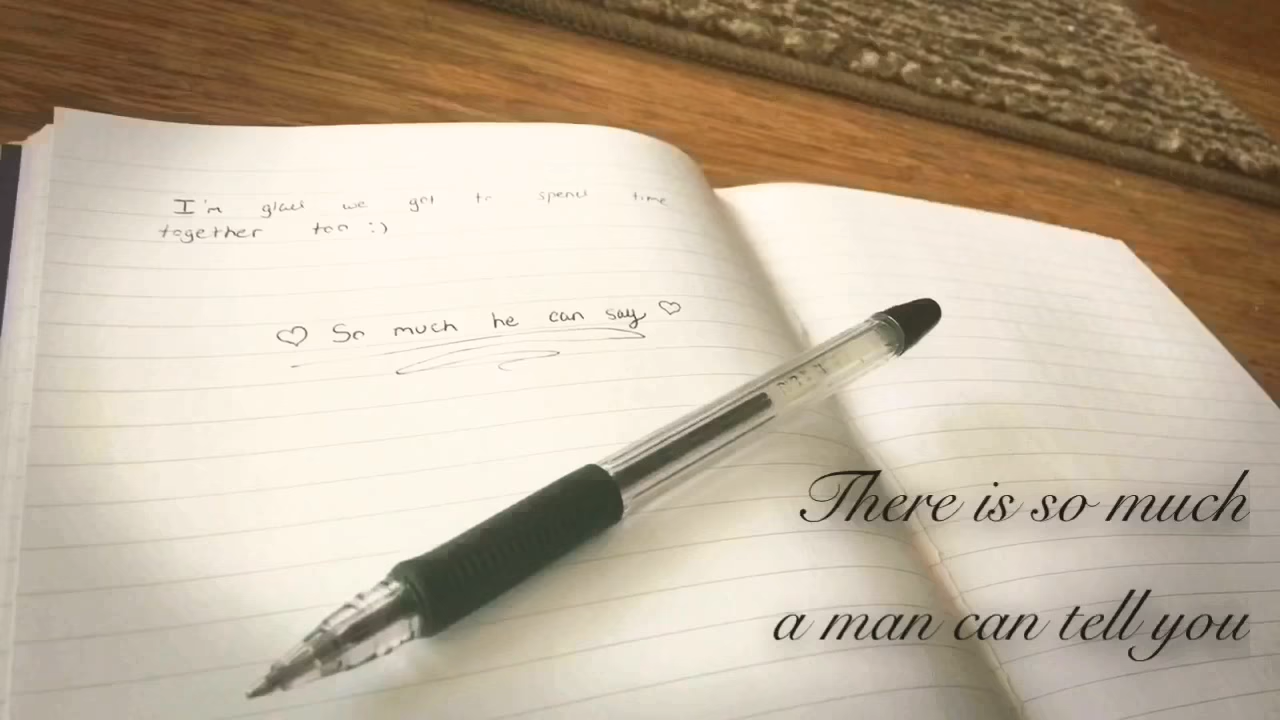 I'm glad we got to spend time
together too :)
♡ So much he can say ♡
There is so much
a man can tell you